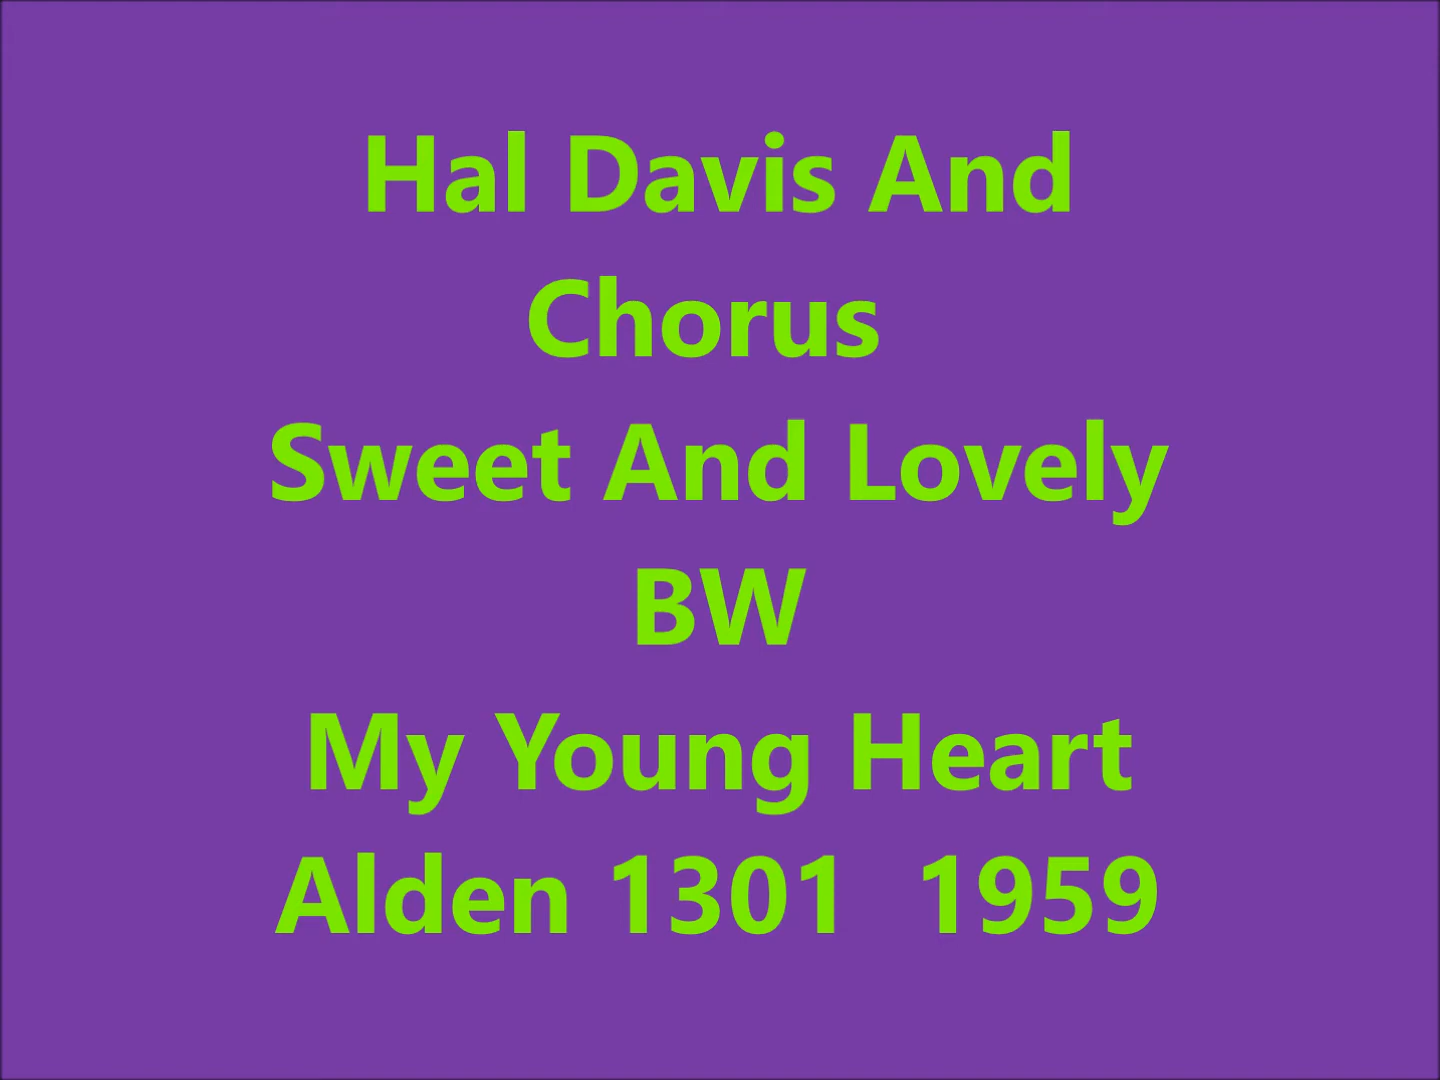 Hal Davis And
Chorus
Sweet And Lovely
BW
My Young Heart
Alden 1301  1959